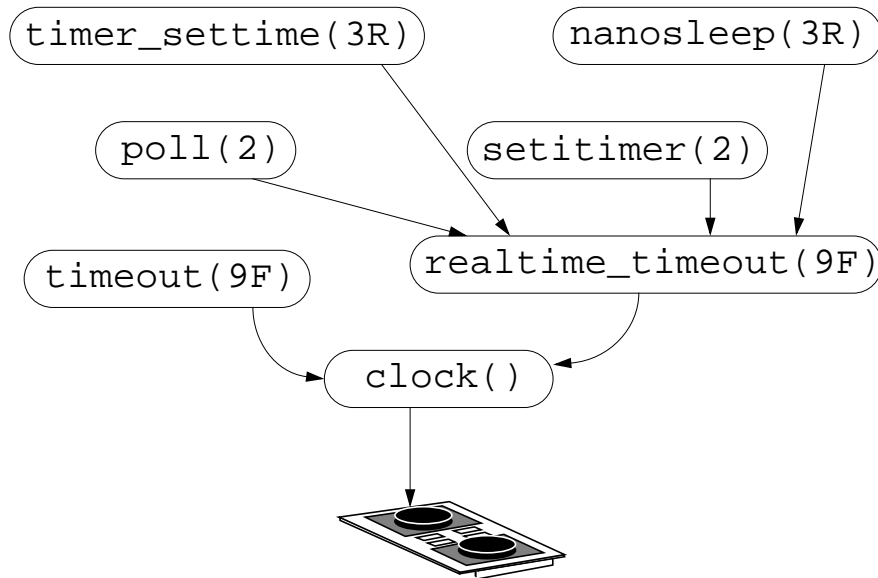 timer_settime(3R)
nanosleep(3R)
poll(2)
setitimer(2)
timeout(9F)
realtime_timeout(9F)
clock()